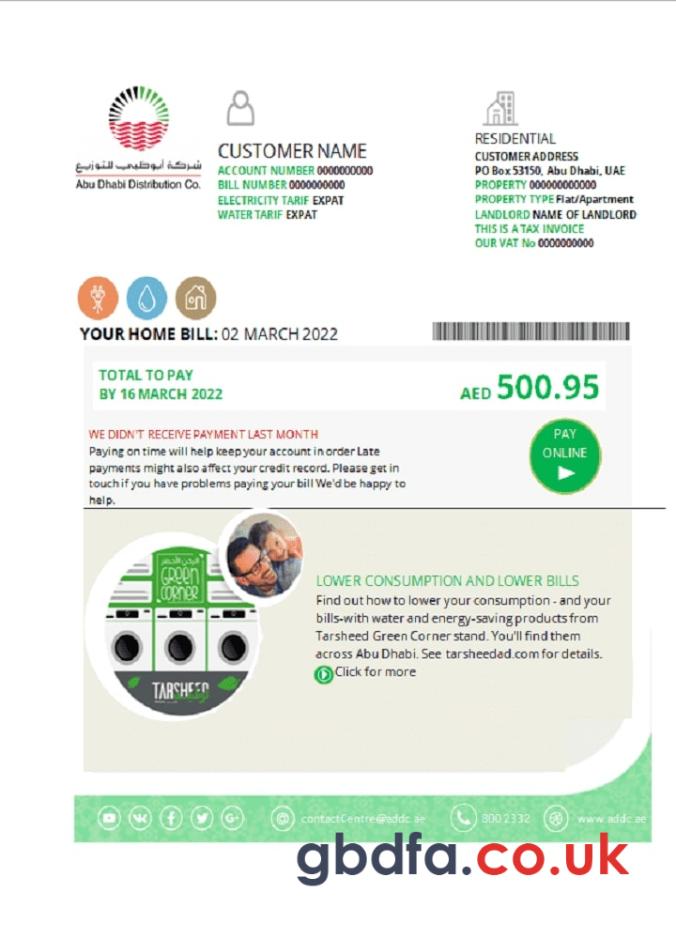 شركة أبوظبي للتوزيع
Abu Dhabi Distribution Co.
CUSTOMER NAME
ACCOUNT NUMBER 0000000000
BILL NUMBER 0000000000
ELECTRICITY TARIF EXPAT
WATER TARIF EXPAT
RESIDENTIAL
CUSTOMER ADDRESS
PO Box 53150, Abu Dhabi, UAE
PROPERTY 000000000000
PROPERTY TYPE Flat/Apartment
LANDLORD NAME OF LANDLORD
THIS IS A TAX INVOICE
OUR VAT No 0000000000
YOUR HOME BILL: 02 MARCH 2022
TOTAL TO PAY
BY 16 MARCH 2022
AED 500.95
WE DIDN'T RECEIVE PAYMENT LAST MONTH
Paying on time will help keep your account in order Late
payments might also affect your credit record. Please get in
touch if you have problems paying your bill We'd be happy to
help.
PAY
ONLINE
الركن الأخضر
GREEN
CORNER
TARSHEED
LOWER CONSUMPTION AND LOWER BILLS
Find out how to lower your consumption - and your
bills-with water and energy-saving products from
Tarsheed Green Corner stand. You'll find them
across Abu Dhabi. See tarsheedad.com for details.
Click for more
contactCentre@addc.ae
800 2332
www.addc.ae
gbdfa.co.uk